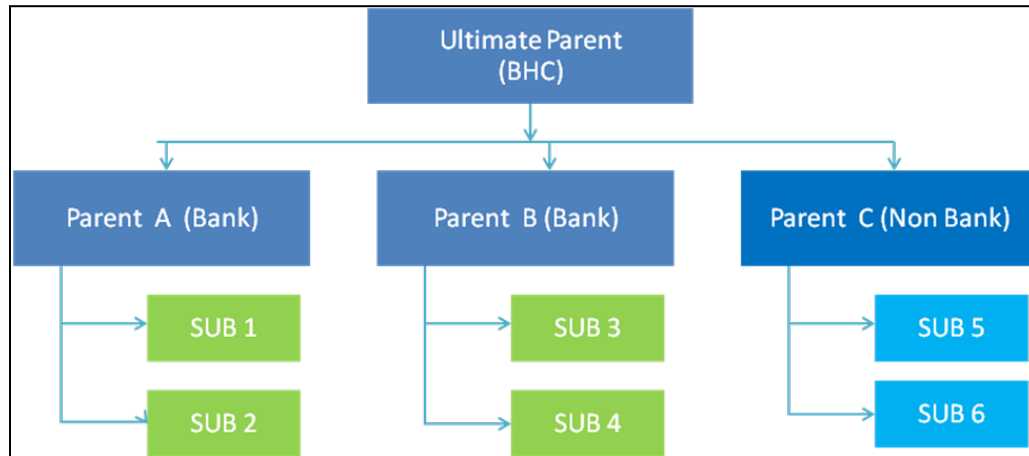 Ultimate Parent
(BHC)
Parent A (Bank)
Parent B (Bank)
Parent C (Non Bank)
SUB 1
SUB 3
SUB 5
SUB 2
SUB 4
SUB 6